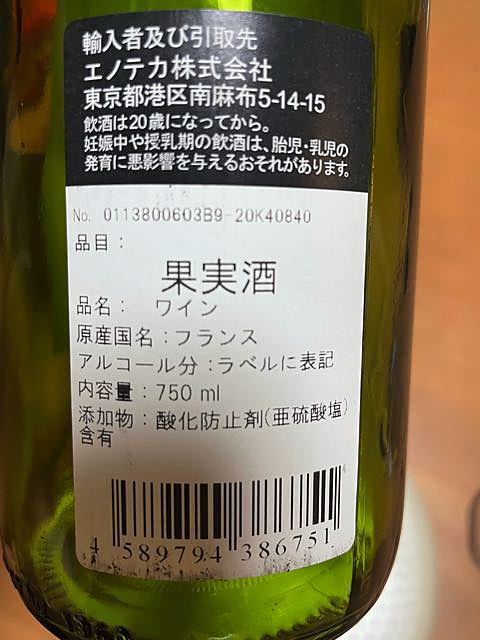 輸入者及び引取先
エノテカ株式会社
東京都港区南麻布5-14-15
飲酒は20歳になってから。
妊娠中や授乳期の飲酒は、胎児・乳児の
発育に悪影響を与えるおそれがあります。
No. 0113800603B9-20K40840
品目：
果実酒
品名： ワイン
原産国名：フランス
アルコール分：ラベルに表記
内容量：750 ml
添加物：酸化防止剤(亜硫酸塩)
含有
4 589794 386751